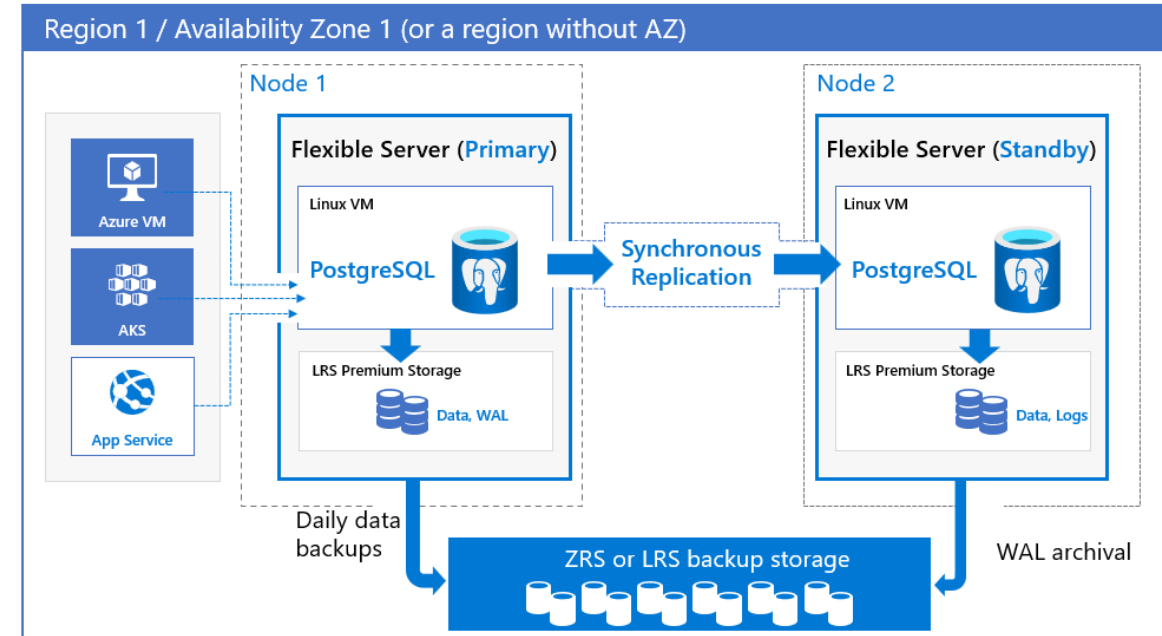 Region 1 / Availability Zone 1 (or a region without AZ)
Node 1
Node 2
Azure VM
AKS
App Service
Flexible Server (Primary)
Linux VM
PostgreSQL
LRS Premium Storage
Data, WAL
Synchronous
Replication
Flexible Server (Standby)
Linux VM
PostgreSQL
LRS Premium Storage
Data, Logs
Daily data
backups
ZRS or LRS backup storage
WAL archival